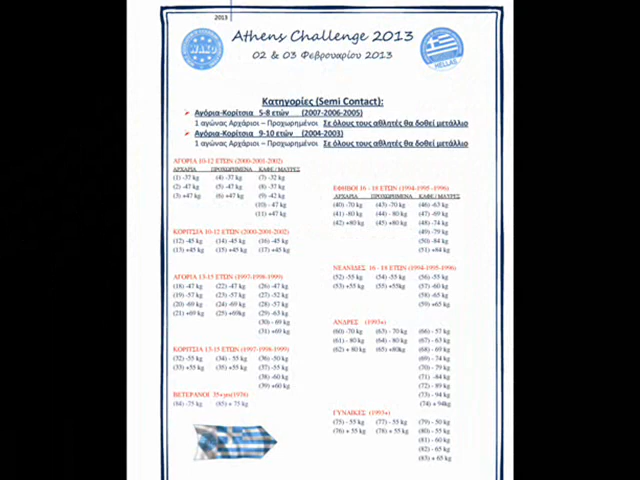 2013
WAKO
Athens Challenge 2013
02 & 03 Φεβρουαρίου 2013
HELLAS
Κατηγορίες (Semi Contact):
Αγόρια-Κορίτσια 5-8 ετών (2007-2006-2005)
1 αγώνας Αρχάριοι – Προχωρημένοι Σε όλους τους αθλητές θα δοθεί μετάλλιο
Αγόρια-Κορίτσια 9-10 ετών (2004-2003)
1 αγώνας Αρχάριοι – Προχωρημένοι Σε όλους τους αθλητές θα δοθεί μετάλλιο
ΑΓΟΡΙΑ 10-12 ΕΤΩΝ (2000-2001-2002)
ΑΡΧΑΡΙΑ ΠΡΟΧΩΡΗΜΕΝΑ ΚΑΦΕ / ΜΑΥΡΕΣ
(1) -37 kg (4) -37 kg (7) -32 kg
(2) -47 kg (5) -47 kg (8) -37 kg
(3) +47 kg (6) +47 kg (9) -42 kg
(10) - 47 kg
(11) +47 kg
ΚΟΡΙΤΣΙΑ 10-12 ΕΤΩΝ (2000-2001-2002)
(12) -45 kg (14) -45 kg (16) -45 kg
(13) +45 kg (15) +45 kg (17) +45 kg
ΑΓΟΡΙΑ 13-15 ΕΤΩΝ (1997-1998-1999)
(18) -47 kg (22) -47 kg (26) -47 kg
(19) -57 kg (23) -57 kg (27) -52 kg
(20) -69 kg (24) -69 kg (28) -57 kg
(21) +69 kg (25) +69kg (29) -63 kg
(30) -69 kg
(31) +69 kg
ΚΟΡΙΤΣΙΑ 13-15 ΕΤΩΝ (1997-1998-1999)
(32) -55 kg (34) - 55 kg (36) -50 kg
(33) +55 kg (35) +55 kg (37) -55 kg
(38) -60 kg
(39) +60 kg
ΒΕΤΕΡΑΝΟΙ 35+yrs(1978)
(84) -75 kg (85) + 75 kg
ΕΦΗΒΟΙ 16 - 18 ΕΤΩΝ (1994-1995-1996)
ΑΡΧΑΡΙΑ ΠΡΟΧΩΡΗΜΕΝΑ ΚΑΦΕ / ΜΑΥΡΕΣ
(40) -70 kg (43) -70 kg (46) -63 kg
(41) -80 kg (44) - 80 kg (47) -69 kg
(42) +80 kg (45) +80 kg (48) -74 kg
(49) -79 kg
(50) -84 kg
(51) +84 kg
ΝΕΑΝΙΔΕΣ 16 - 18 ΕΤΩΝ (1994-1995-1996)
(52) -55 kg (54) -55 kg (56) -55 kg
(53) +55 kg (55) +55kg (57) -60 kg
(58) -65 kg
(59) +65 kg
ΑΝΔΡΕΣ (1993+)
(60) -70 kg (63) - 70 kg (66) - 57 kg
(61) - 80 kg (64) - 80 kg (67) - 63 kg
(62) + 80 kg (65) +80kg (68) - 69 kg
(69) - 74 kg
(70) - 79 kg
(71) - 84 kg
(72) - 89 kg
(73) - 94 kg
(74) + 94kg
ΓΥΝΑΙΚΕΣ (1993+)
(75) - 55 kg (77) - 55 kg (79) - 50 kg
(76) + 55 kg (78) + 55 kg (80) - 55 kg
(81) - 60 kg
(82) - 65 kg
(83) + 65 kg